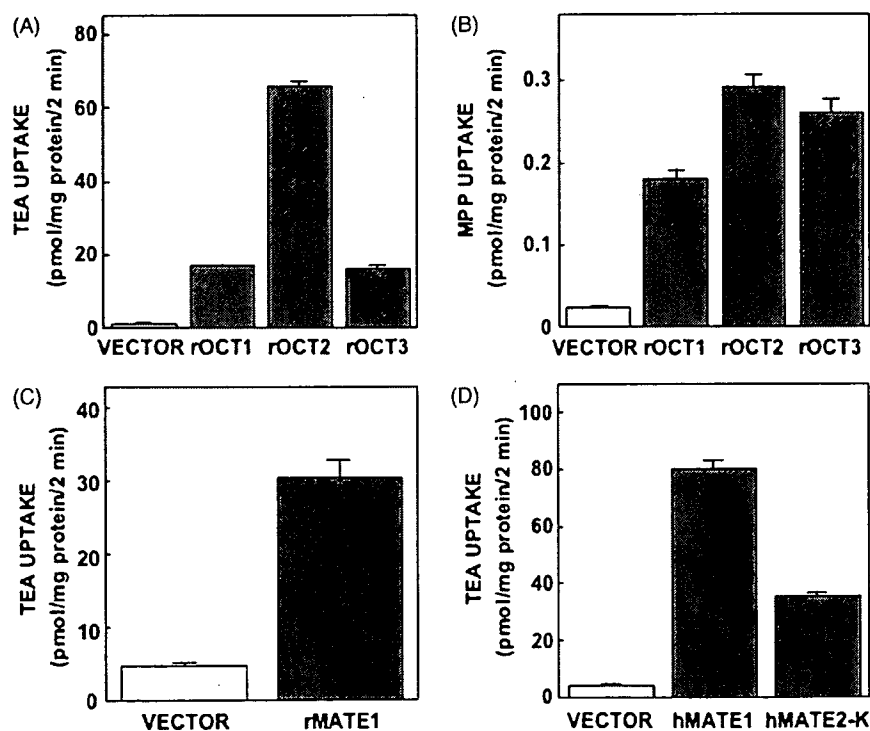 (A)
TEA UPTAKE
(pmol/mg protein/2 min)
80
60
40
20
0
VECTOR rOCT1 rOCT2 rOCT3
(B)
MPP UPTAKE
(pmol/mg protein/2 min)
0.3
0.2
0.1
0
VECTOR rOCT1 rOCT2 rOCT3
(C)
TEA UPTAKE
(pmol/mg protein/2 min)
40
30
20
10
0
VECTOR rMATE1
(D)
TEA UPTAKE
(pmol/mg protein/2 min)
100
80
60
40
20
0
VECTOR hMATE1 hMATE2-K